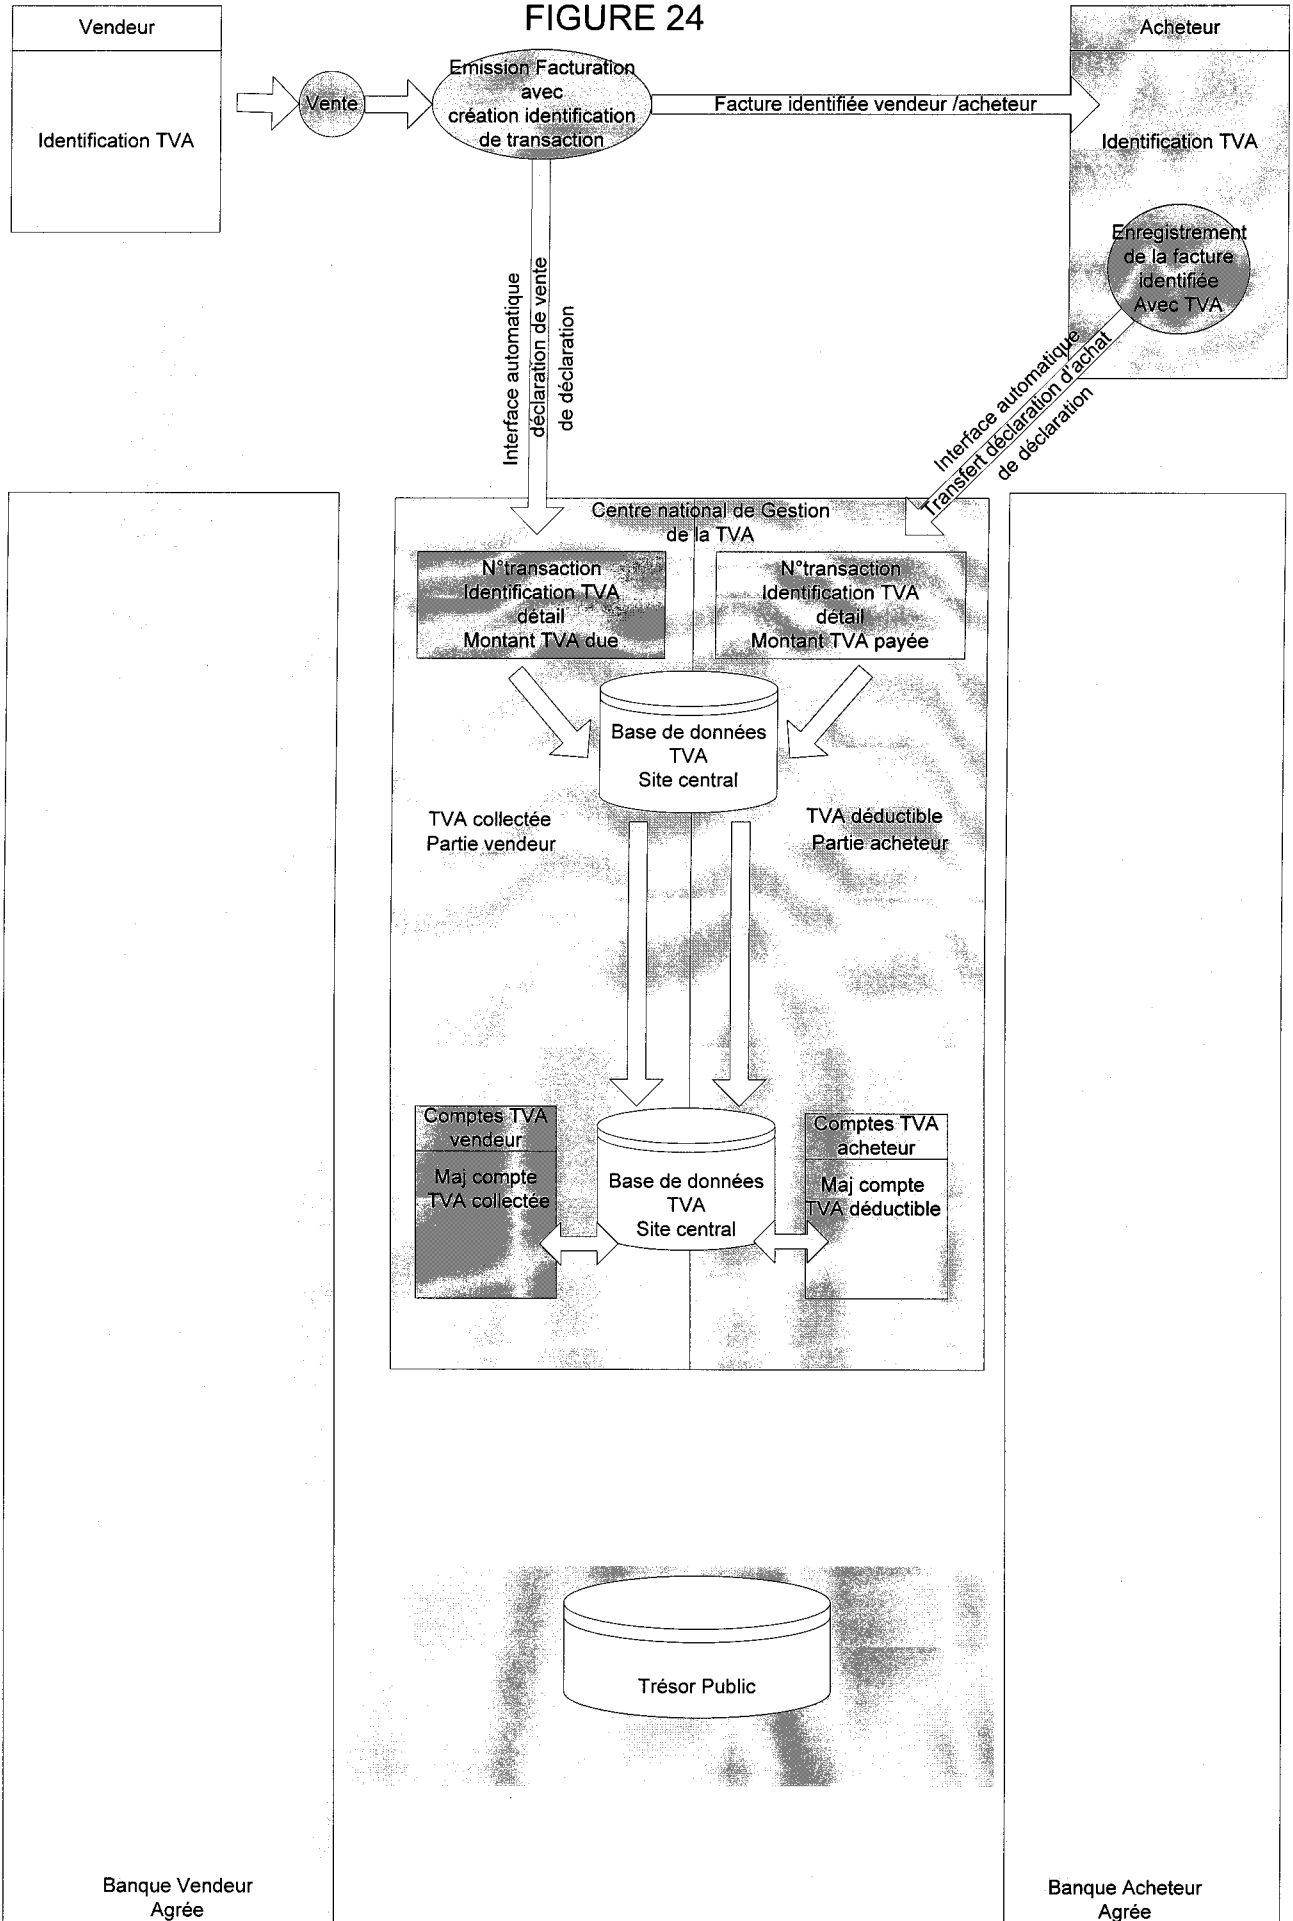 FIGURE 24
Vendeur
Identification TVA
Vente
Emission Facturation
avec
création identification
de transaction
Facture identifiée vendeur /acheteur
Acheteur
Identification TVA
Enregistrement
de la facture
identifiée
Avec TVA
Interface automatique
déclaration de vente
de déclaration
Interface automatique
Transfert déclaration d'achat
de déclaration
Centre national de Gestion
de la TVA
N°transaction
Identification TVA
détail
Montant TVA due
N°transaction
Identification TVA
détail
Montant TVA payée
Base de données
TVA
Site central
TVA collectée
Partie vendeur
TVA déductible
Partie acheteur
Comptes TVA
vendeur
Maj compte
TVA collectée
Base de données
TVA
Site central
Comptes TVA
acheteur
Maj compte
TVA déductible
Trésor Public
Banque Vendeur
Agrée
Banque Acheteur
Agrée